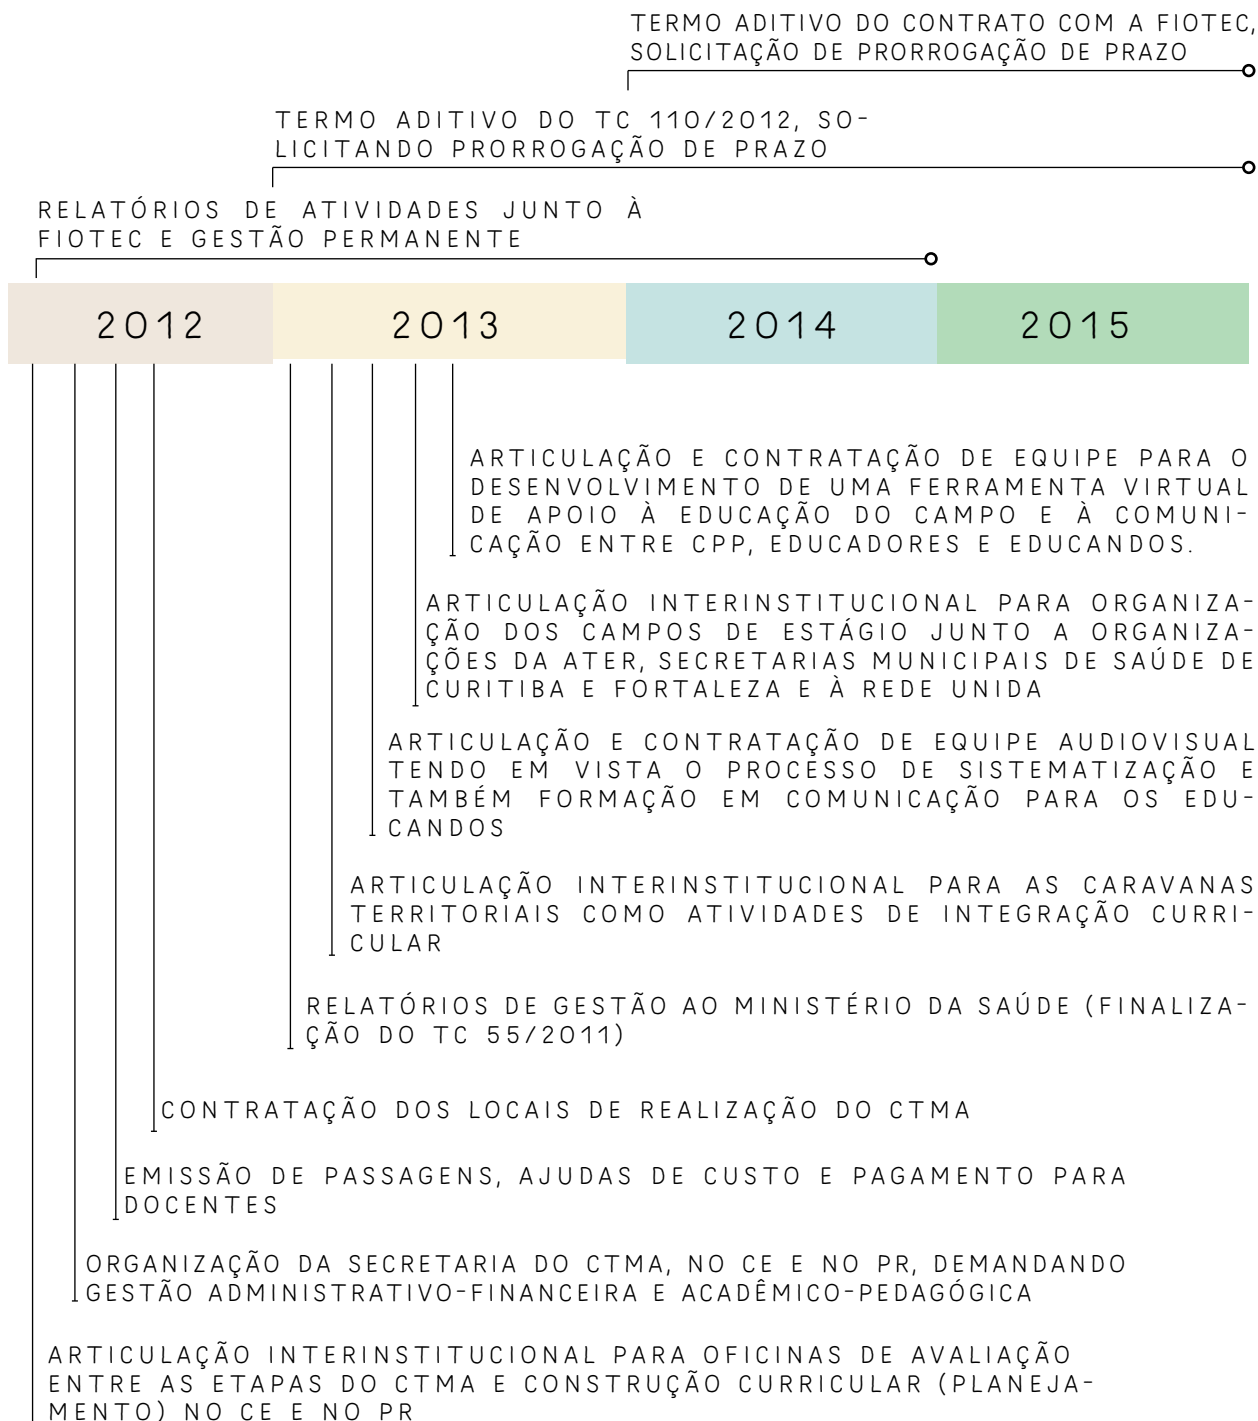 TERMO ADITIVO DO CONTRATO COM A FIOTEC,
SOLICITAÇÃO DE PRORROGAÇÃO DE PRAZO
TERMO ADITIVO DO TC 110/2012, SO-
LICITANDO PRORROGAÇÃO DE PRAZO
RELATÓRIOS DE ATIVIDADES JUNTO À
FIOTEC E GESTÃO PERMANENTE
2012 2013 2014 2015
ARTICULAÇÃO E CONTRATAÇÃO DE EQUIPE PARA O
DESENVOLVIMENTO DE UMA FERRAMENTA VIRTUAL
DE APOIO À EDUCAÇÃO DO CAMPO E À COMUNI-
CAÇÃO ENTRE CPP, EDUCADORES E EDUCANDOS.
ARTICULAÇÃO INTERINSTITUCIONAL PARA ORGANIZA-
ÇÃO DOS CAMPOS DE ESTÁGIO JUNTO A ORGANIZA-
ÇÕES DA ATER, SECRETARIAS MUNICIPAIS DE SAÚDE DE
CURITIBA E FORTALEZA E À REDE UNIDA
ARTICULAÇÃO E CONTRATAÇÃO DE EQUIPE AUDIOVISUAL
TENDO EM VISTA O PROCESSO DE SISTEMATIZAÇÃO E
TAMBÉM FORMAÇÃO EM COMUNICAÇÃO PARA OS EDU-
CANDOS
ARTICULAÇÃO INTERINSTITUCIONAL PARA AS CARAVANAS
TERRITORIAIS COMO ATIVIDADES DE INTEGRAÇÃO CURRI-
CULAR
RELATÓRIOS DE GESTÃO AO MINISTÉRIO DA SAÚDE (FINALIZA-
ÇÃO DO TC 55/2011)
CONTRATAÇÃO DOS LOCAIS DE REALIZAÇÃO DO CTMA
EMISSÃO DE PASSAGENS, AJUDAS DE CUSTO E PAGAMENTO PARA
DOCENTES
ORGANIZAÇÃO DA SECRETARIA DO CTMA, NO CE E NO PR, DEMANDANDO
GESTÃO ADMINISTRATIVO-FINANCEIRA E ACADÊMICO-PEDAGÓGICA
ARTICULAÇÃO INTERINSTITUCIONAL PARA OFICINAS DE AVALIAÇÃO
ENTRE AS ETAPAS DO CTMA E CONSTRUÇÃO CURRICULAR (PLANEJA-
MENTO) NO CE E NO PR